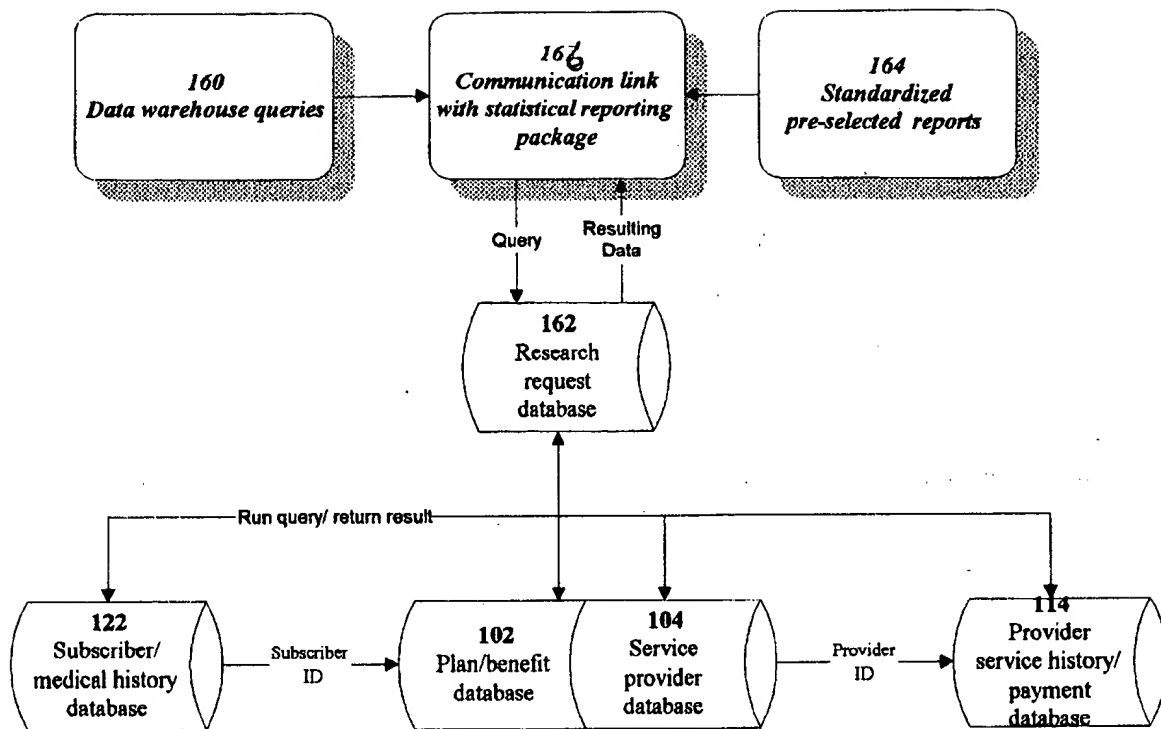 160
Data warehouse queries
166
Communication link
with statistical reporting
package
164
Standardized
pre-selected reports
Query
Resulting
Data
162
Research
request
database
Run query/ return result
122
Subscriber/
medical history
database
Subscriber
ID
102
Plan/benefit
database
104
Service
provider
database
Provider
ID
114
Provider
service history/
payment
database